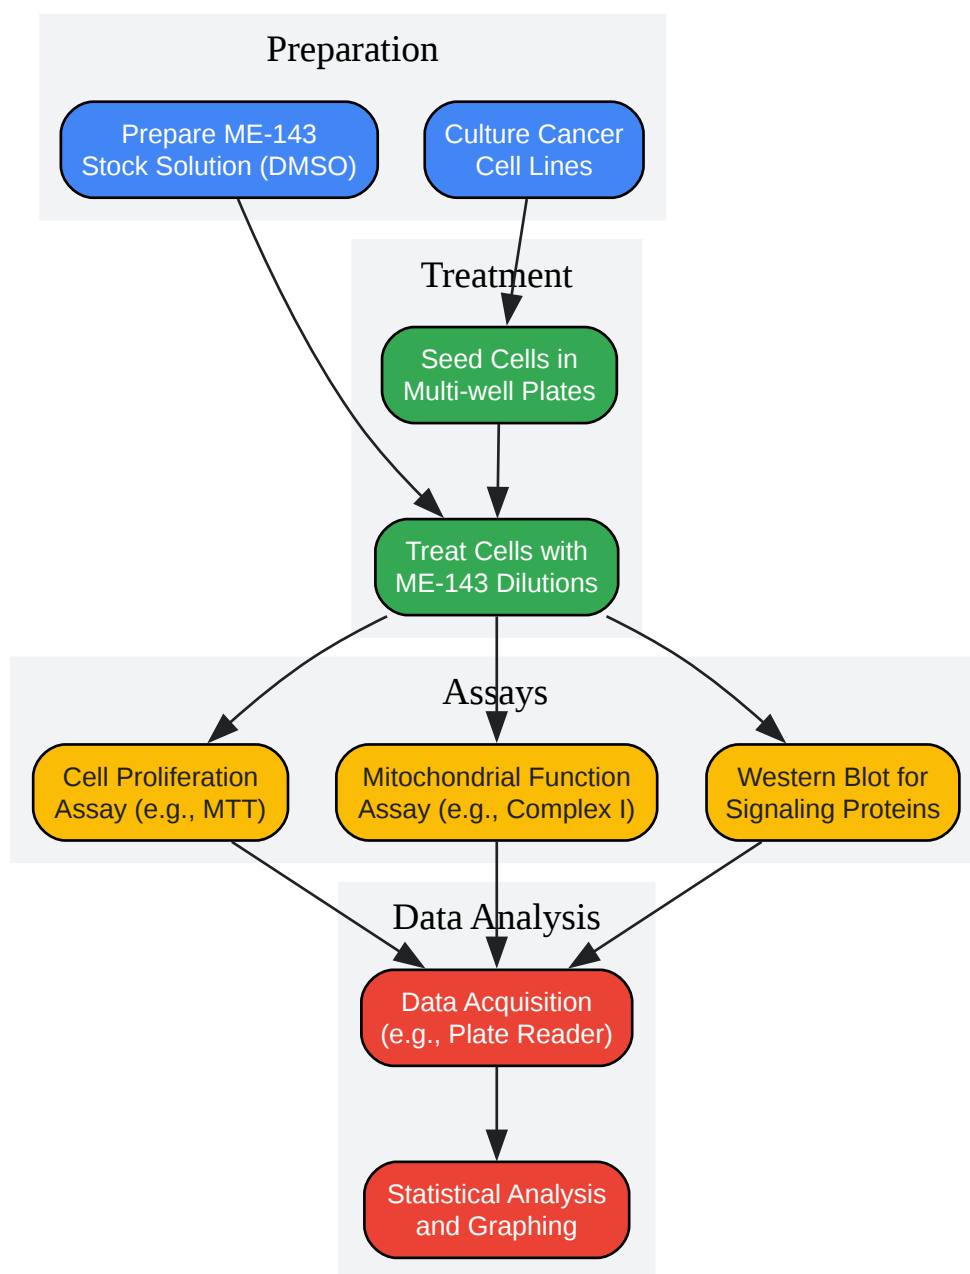 Preparation
Prepare ME-143
Stock Solution (DMSO)
Culture Cancer
Cell Lines
Treatment
Seed Cells in
Multi-well Plates
Treat Cells with
ME-143 Dilutions
Assays
Cell Proliferation
Assay (e.g., MTT)
Mitochondrial Function
Assay (e.g., Complex I)
Western Blot for
Signaling Proteins
Data Analysis
Data Acquisition
(e.g., Plate Reader)
Statistical Analysis
and Graphing